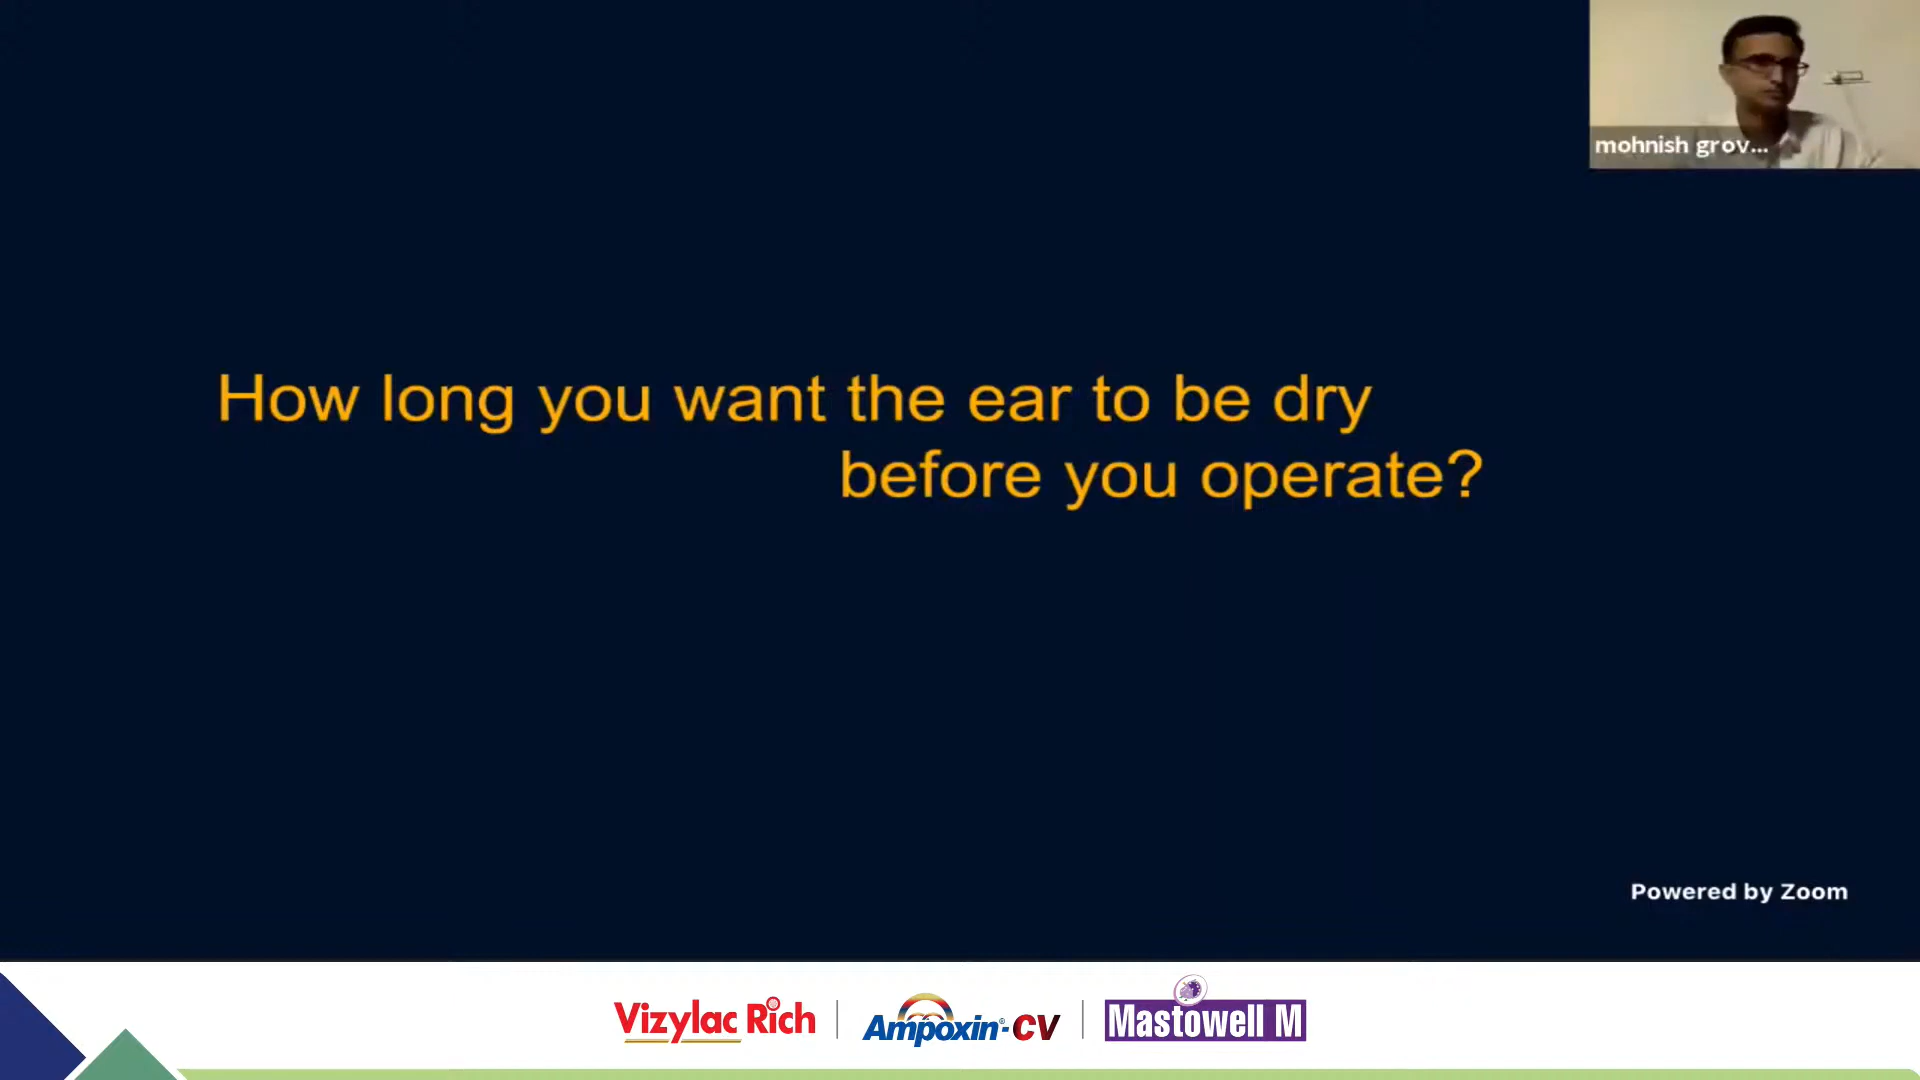 mohnish grov...
How long you want the ear to be dry
before you operate?
Powered by Zoom
Vizylac Rich
Ampoxin®-CV
Mastowell M